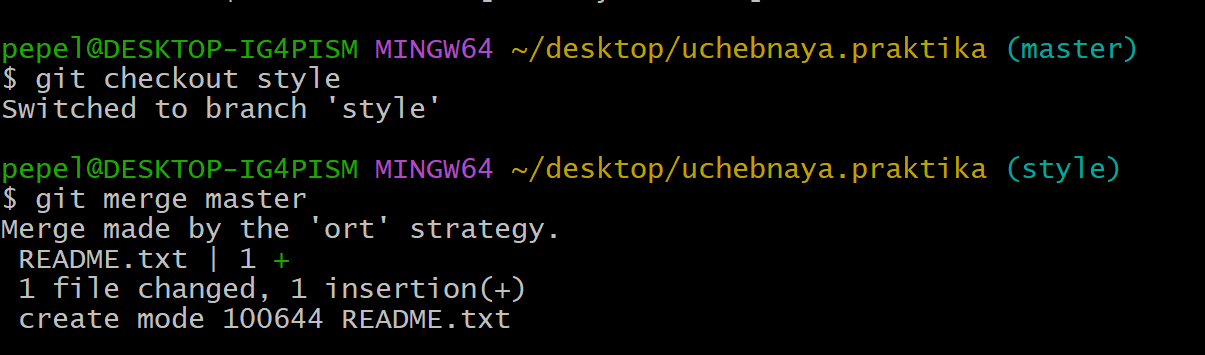 pepel@DESKTOP-IG4PISM MINGW64 ~/desktop/uchebnaya.praktika (master)
$ git checkout style
Switched to branch 'style'
pepel@DESKTOP-IG4PISM MINGW64 ~/desktop/uchebnaya.praktika (style)
$ git merge master
Merge made by the 'ort' strategy.
 README.txt | 1 +
 1 file changed, 1 insertion(+)
 create mode 100644 README.txt